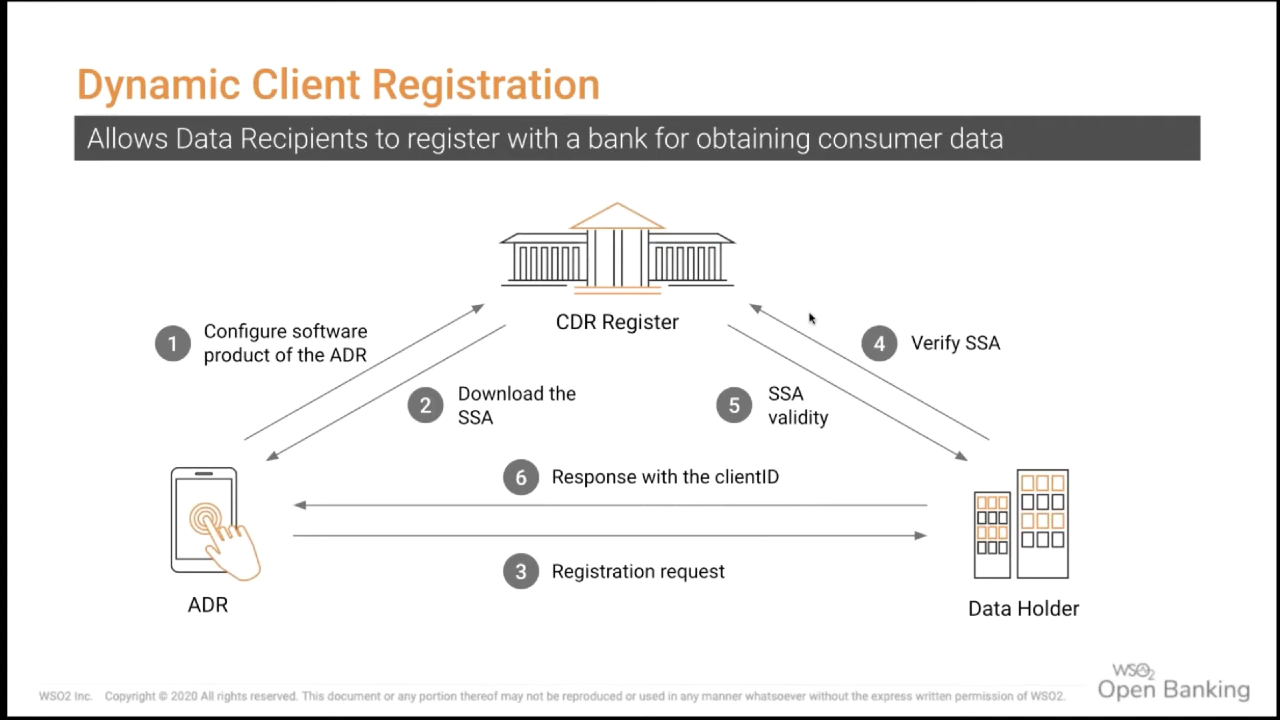 Dynamic Client Registration
Allows Data Recipients to register with a bank for obtaining consumer data
CDR Register
1
Configure software
product of the ADR
2
Download the
SSA
4
Verify SSA
5
SSA
validity
6
Response with the clientID
3
Registration request
ADR
Data Holder
WSO2 Inc. Copyright © 2020 All rights reserved. This document or any portion thereof may not be reproduced or used in any manner whatsoever without the express written permission of WSO2.
WSO2
Open Banking